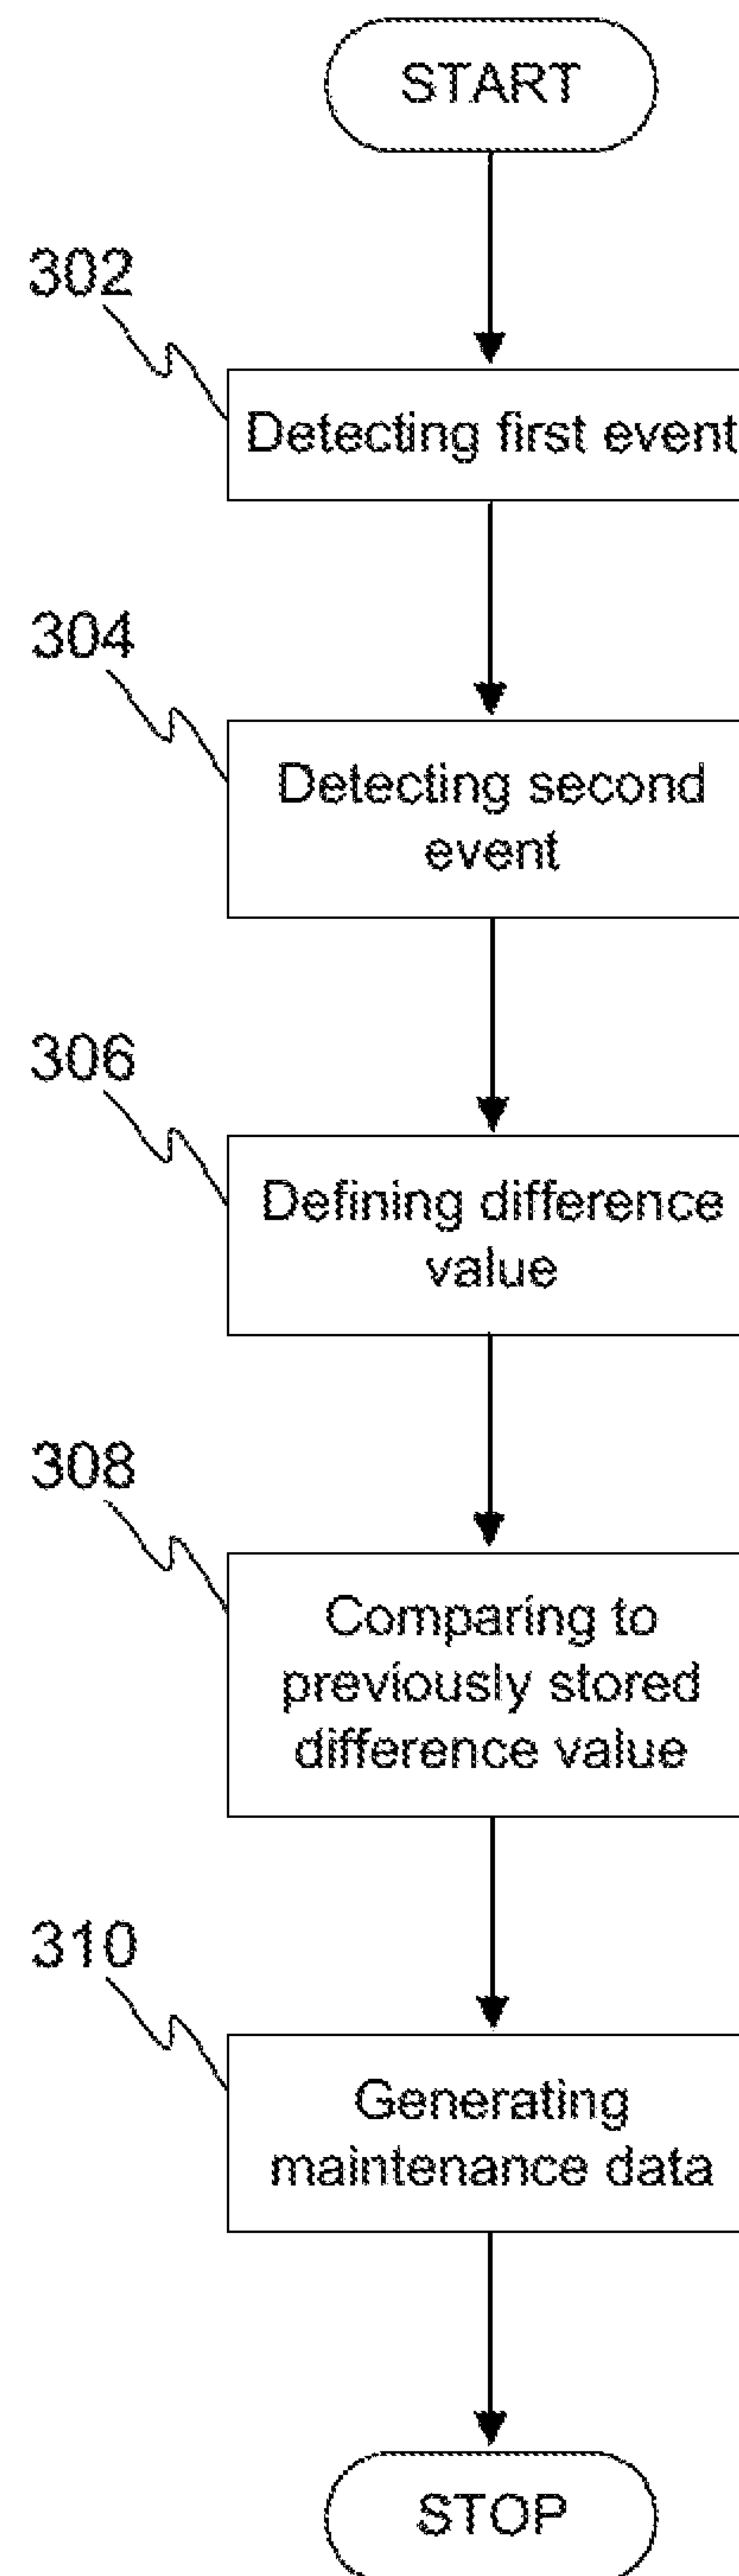 START
302
Detecting first event
304
Detecting second
event
306
Defining difference
value
308
Comparing to
previously stored
difference value
310
Generating
maintenance data
STOP